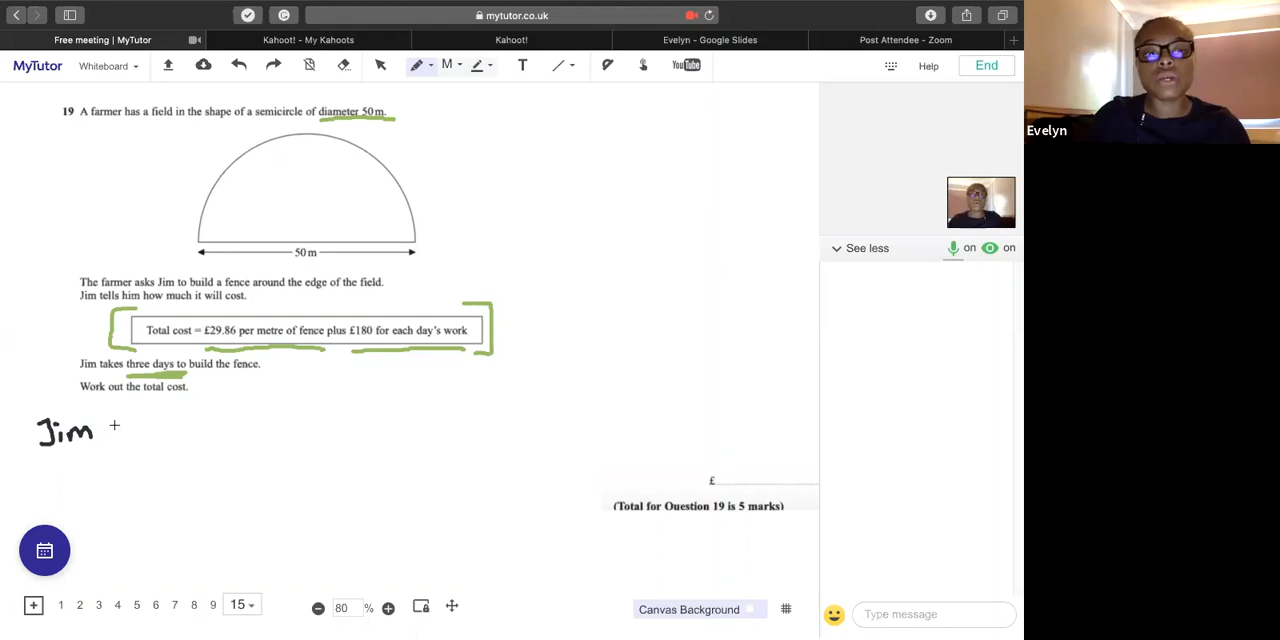 mytutor.co.uk
Free meeting | MyTutor
Kahoot! - My Kahoots
Kahoot!
Evelyn - Google Slides
Post Attendee - Zoom
MyTutor
Whiteboard
M
T
YouTube
Help
End
19 A farmer has a field in the shape of a semicircle of diameter 50 m.
50 m
The farmer asks Jim to build a fence around the edge of the field.
Jim tells him how much it will cost.
Total cost = £29.86 per metre of fence plus £180 for each day's work
Jim takes three days to build the fence.
Work out the total cost.
Jim
£
(Total for Question 19 is 5 marks)
1 2 3 4 5 6 7 8 9 15
80 %
Canvas Background
Evelyn
See less
on
on
Type message